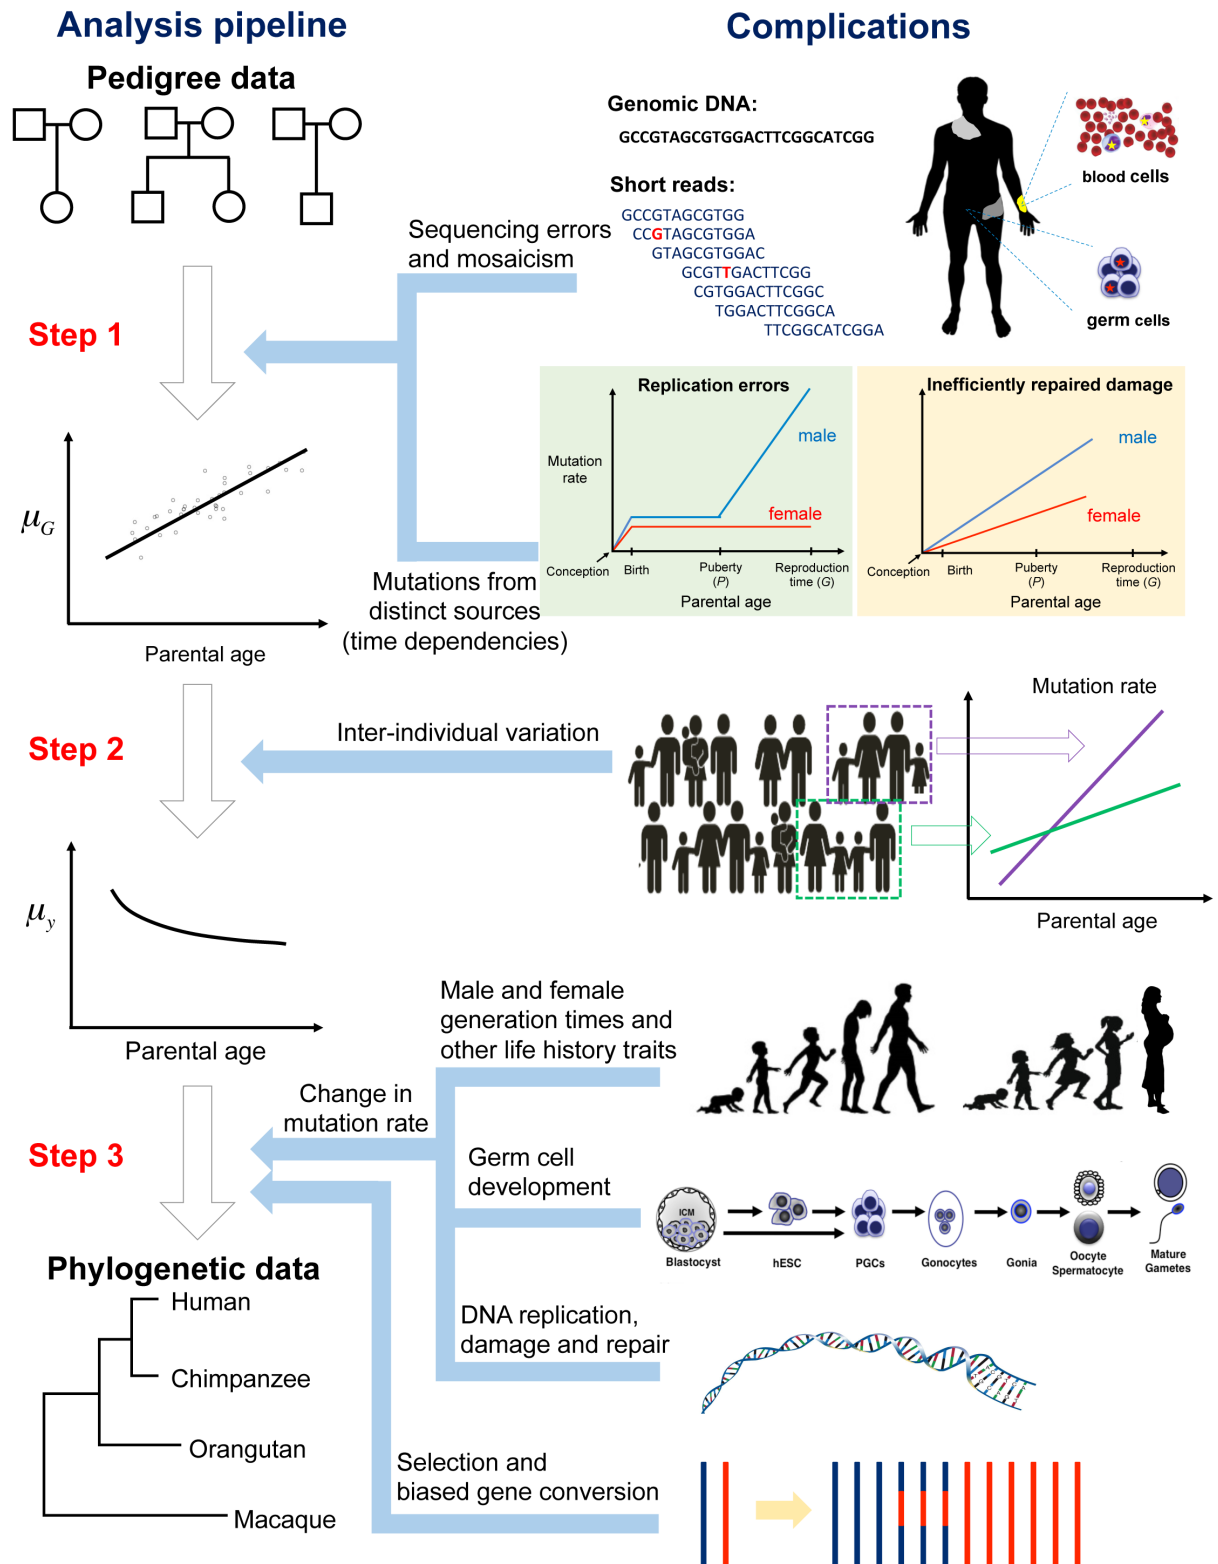 Analysis pipeline
Complications
Pedigree data
Genomic DNA:
GCCGTAGCGTGGACTTCGGCATCGG
Short reads:
GCCGTAGCGTGG
CCGTAGCGTGGA
GTAGCGTGGAC
GCGTTGACTTCGG
CGTGGACTTCGGC
TGGACTTCGGCA
TTCGGCATCGGA
blood cells
germ cells
Sequencing errors
and mosaicism
Step 1
Replication errors
Mutation
rate
male
female
Conception
Birth
Puberty
(P)
Reproduction
time (G)
Parental age
Inefficiently repaired damage
male
female
Conception
Birth
Puberty
(P)
Reproduction
time (G)
Parental age
μG
Parental age
Mutations from
distinct sources
(time dependencies)
Step 2
Inter-individual variation
Mutation rate
Parental age
μy
Parental age
Male and female
generation times and
other life history traits
Change in
mutation rate
Step 3
Germ cell
development
ICM
Blastocyst
hESC
PGCs
Gonocytes
Gonia
Oocyte
Spermatocyte
Mature
Gametes
Phylogenetic data
Human
Chimpanzee
Orangutan
Macaque
DNA replication,
damage and repair
Selection and
biased gene conversion